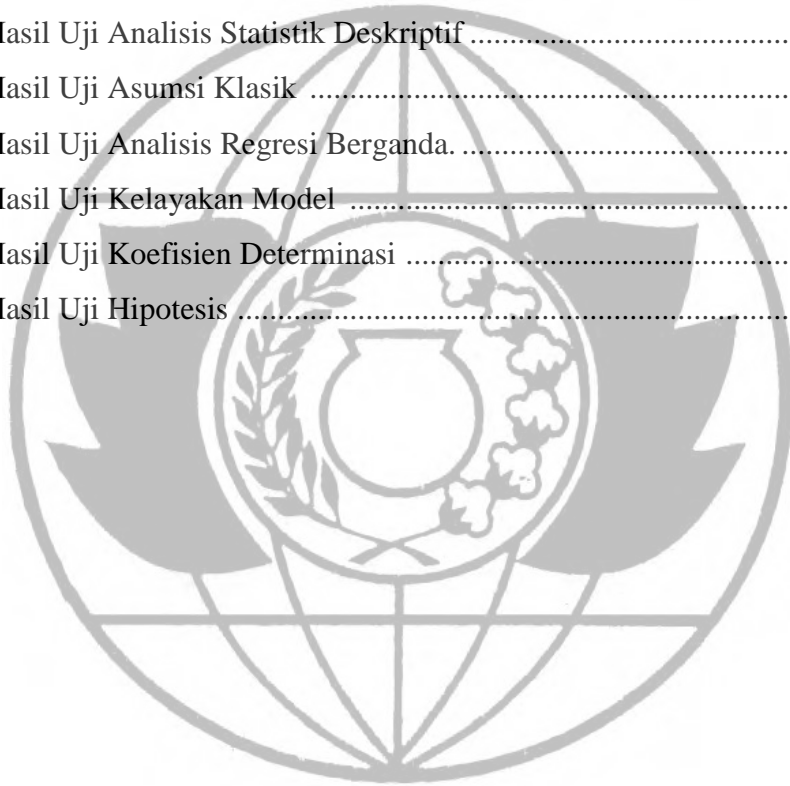 Hasil Uji Analisis Statistik Deskriptif ........................................
Hasil Uji Asumsi Klasik ............................................................
Hasil Uji Analisis Regresi Berganda. .........................................
Hasil Uji Kelayakan Model .......................................................
Hasil Uji Koefisien Determinasi ................................................
Hasil Uji Hipotesis .....................................................................